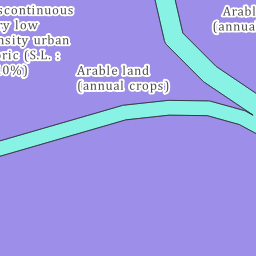 scontinuous
ry low
nsity urban
ric (S.L. :
0%)
Arable land
(annual crops)
Arabl
(annua